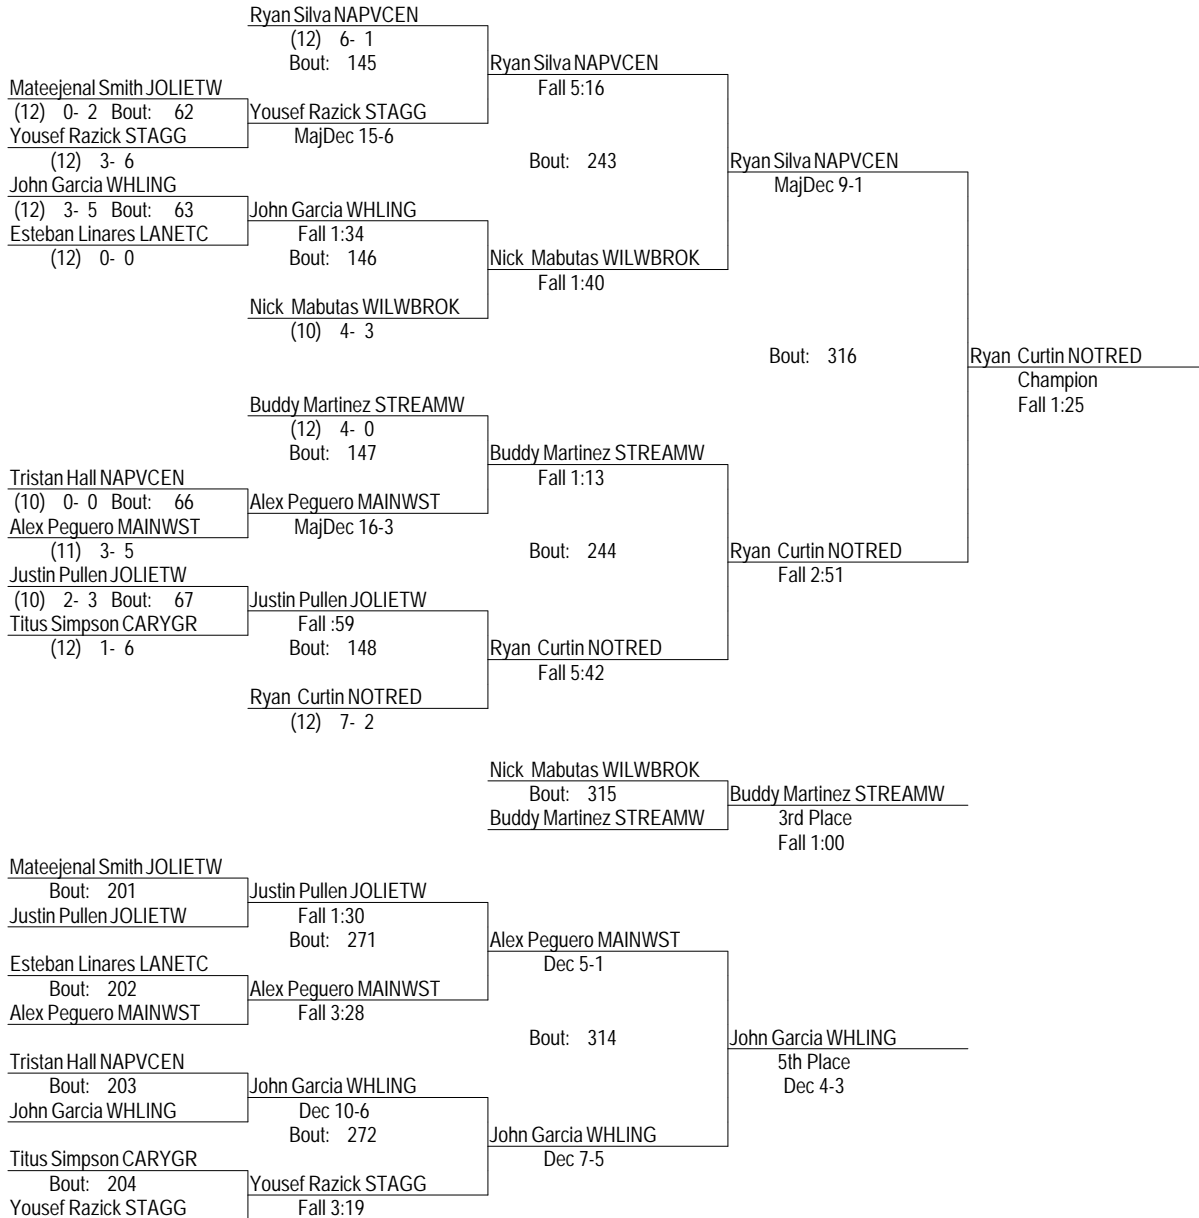 Ryan Silva NAPVCEN
(12) 6- 1
Bout: 145
Ryan Silva NAPVCEN
Fall 5:16
Mateejenal Smith JOLIETW
(12) 0- 2 Bout: 62
Yousef Razick STAGG
Yousef Razick STAGG
MajDec 15-6
(12) 3- 6
Bout: 243
Ryan Silva NAPVCEN
MajDec 9-1
John Garcia WHLING
(12) 3- 5 Bout: 63
John Garcia WHLING
Esteban Linares LANETC
Fall 1:34
(12) 0- 0
Bout: 146
Nick Mabutas WILWBROK
Fall 1:40
Nick Mabutas WILWBROK
(10) 4- 3
Bout: 316
Ryan Curtin NOTRED
Champion
Fall 1:25
Buddy Martinez STREAMW
(12) 4- 0
Bout: 147
Buddy Martinez STREAMW
Fall 1:13
Tristan Hall NAPVCEN
(10) 0- 0 Bout: 66
Alex Peguero MAINWST
Alex Peguero MAINWST
MajDec 16-3
(11) 3- 5
Bout: 244
Ryan Curtin NOTRED
Fall 2:51
Justin Pullen JOLIETW
(10) 2- 3 Bout: 67
Justin Pullen JOLIETW
Titus Simpson CARYGR
Fall :59
(12) 1- 6
Bout: 148
Ryan Curtin NOTRED
Fall 5:42
Ryan Curtin NOTRED
(12) 7- 2
Nick Mabutas WILWBROK
Bout: 315
Buddy Martinez STREAMW
Buddy Martinez STREAMW
3rd Place
Fall 1:00
Mateejenal Smith JOLIETW
Bout: 201
Justin Pullen JOLIETW
Justin Pullen JOLIETW
Fall 1:30
Bout: 271
Alex Peguero MAINWST
Dec 5-1
Esteban Linares LANETC
Bout: 202
Alex Peguero MAINWST
Alex Peguero MAINWST
Fall 3:28
Bout: 314
John Garcia WHLING
5th Place
Dec 4-3
Tristan Hall NAPVCEN
Bout: 203
John Garcia WHLING
John Garcia WHLING
Dec 10-6
Bout: 272
John Garcia WHLING
Dec 7-5
Titus Simpson CARYGR
Bout: 204
Yousef Razick STAGG
Yousef Razick STAGG
Fall 3:19